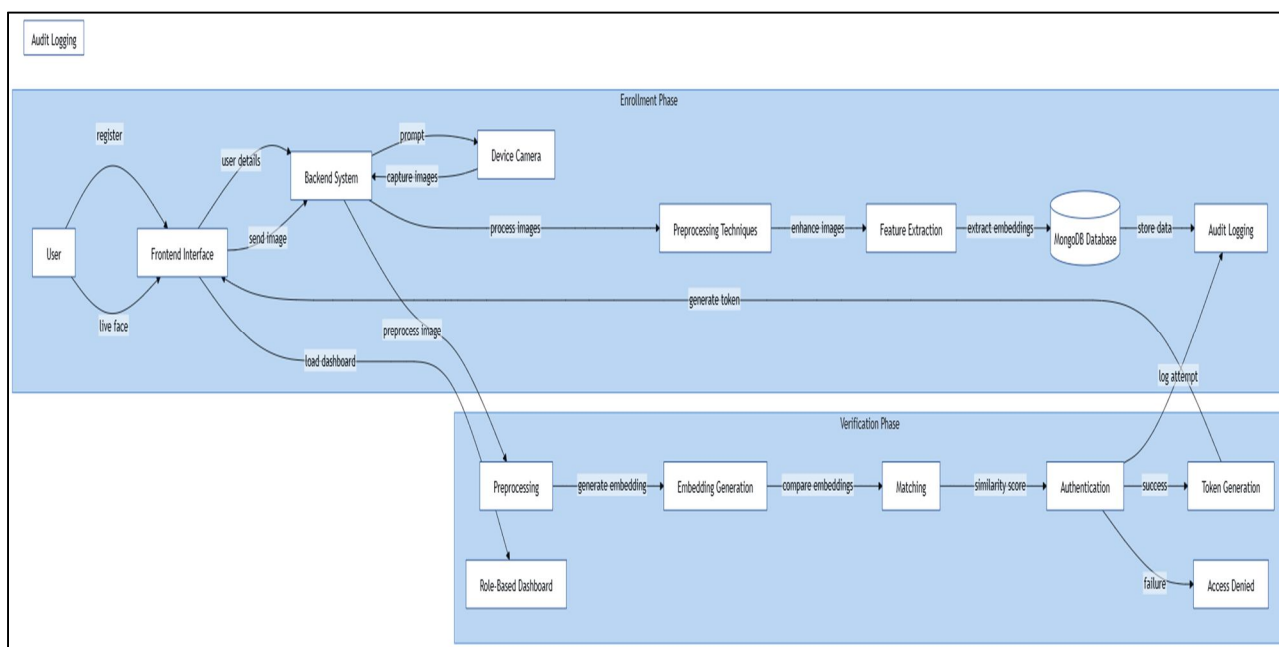 Audit Logging
Enrollment Phase
register
user details
prompt
Device Camera
Backend System
capture images
User
Frontend Interface
send image
process images
Preprocessing Techniques
enhance images
Feature Extraction
extract embeddings
MongoDB Database
store data
Audit Logging
live face
generate token
preprocess image
load dashboard
log attempt
Verification Phase
Preprocessing
generate embedding
Embedding Generation
compare embeddings
Matching
similarity score
Authentication
success
Token Generation
Role-Based Dashboard
failure
Access Denied